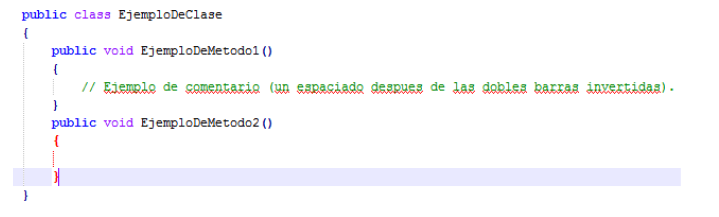 public class EjemploDeClase
{
public void EjemploDeMetodo1()
{
// Ejemplo de comentario (un espaciado despues de las dobles barras invertidas).
}
public void EjemploDeMetodo2()
{
}
}